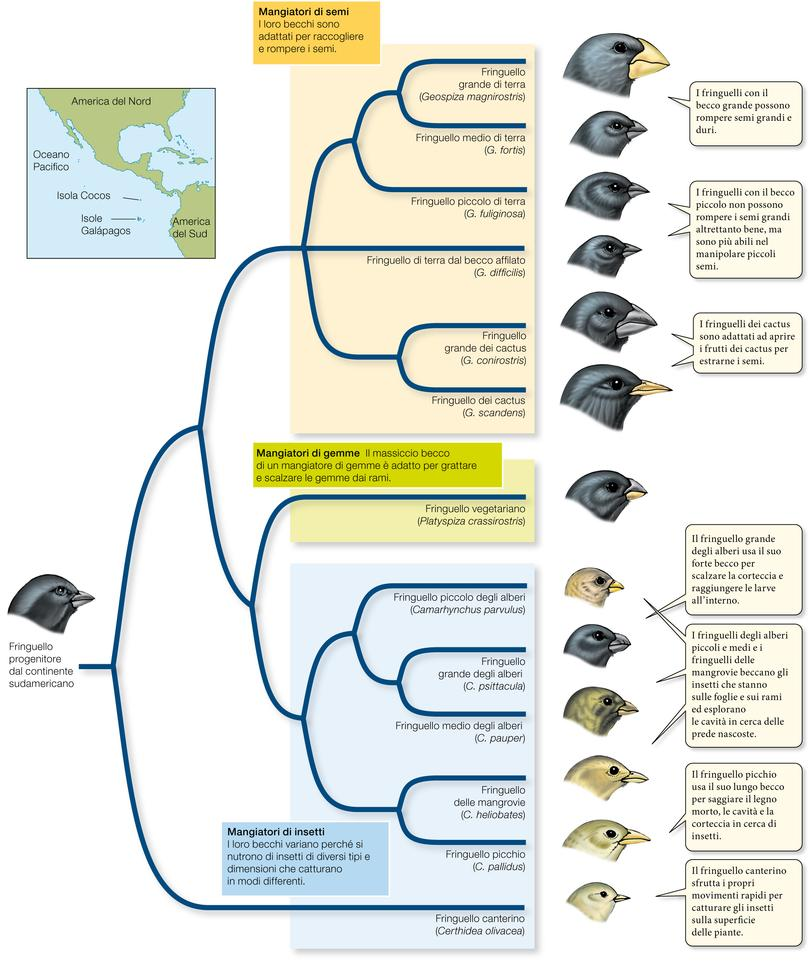 Mangiatori di semi
I loro becchi sono
adattati per raccogliere
e rompere i semi.
America del Nord
Oceano
Pacifico
Isola Cocos
Isole
Galápagos
America
del Sud
Fringuello
grande di terra
(Geospiza magnirostris)
Fringuello medio di terra
(G. fortis)
Fringuello piccolo di terra
(G. fuliginosa)
Fringuello di terra dal becco affilato
(G. difficilis)
Fringuello
grande dei cactus
(G. conirostris)
Fringuello dei cactus
(G. scandens)
I fringuelli con il
becco grande possono
rompere semi grandi e
duri.
I fringuelli con il becco
piccolo non possono
rompere i semi grandi
altrettanto bene, ma
sono più abili nel
manipolare piccoli
semi.
I fringuelli dei cactus
sono adattati ad aprire
i frutti dei cactus per
estrarne i semi.
Mangiatori di gemme Il massiccio becco
di un mangiatore di gemme è adatto per grattare
e scalzare le gemme dai rami.
Fringuello vegetariano
(Platyspiza crassirostris)
Fringuello
progenitore
dal continente
sudamericano
Fringuello piccolo degli alberi
(Camarhynchus parvulus)
Fringuello
grande degli alberi
(C. psittacula)
Fringuello medio degli alberi
(C. pauper)
Fringuello
delle mangrovie
(C. heliobates)
Fringuello picchio
(C. pallidus)
Mangiatori di insetti
I loro becchi variano perché si
nutrono di insetti di diversi tipi e
dimensioni che catturano
in modi differenti.
Fringuello canterino
(Certhidea olivacea)
Il fringuello grande
degli alberi usa il suo
forte becco per
scalzare la corteccia e
raggiungere le larve
all'interno.
I fringuelli degli alberi
piccoli e medi e i
fringuelli delle
mangrovie beccano gli
insetti che stanno
sulle foglie e sui rami
ed esplorano
le cavità in cerca delle
prede nascoste.
Il fringuello picchio
usa il suo lungo becco
per saggiare il legno
morto, le cavità e la
corteccia in cerca di
insetti.
Il fringuello canterino
sfrutta i propri
movimenti rapidi per
catturare gli insetti
sulla superficie
delle piante.